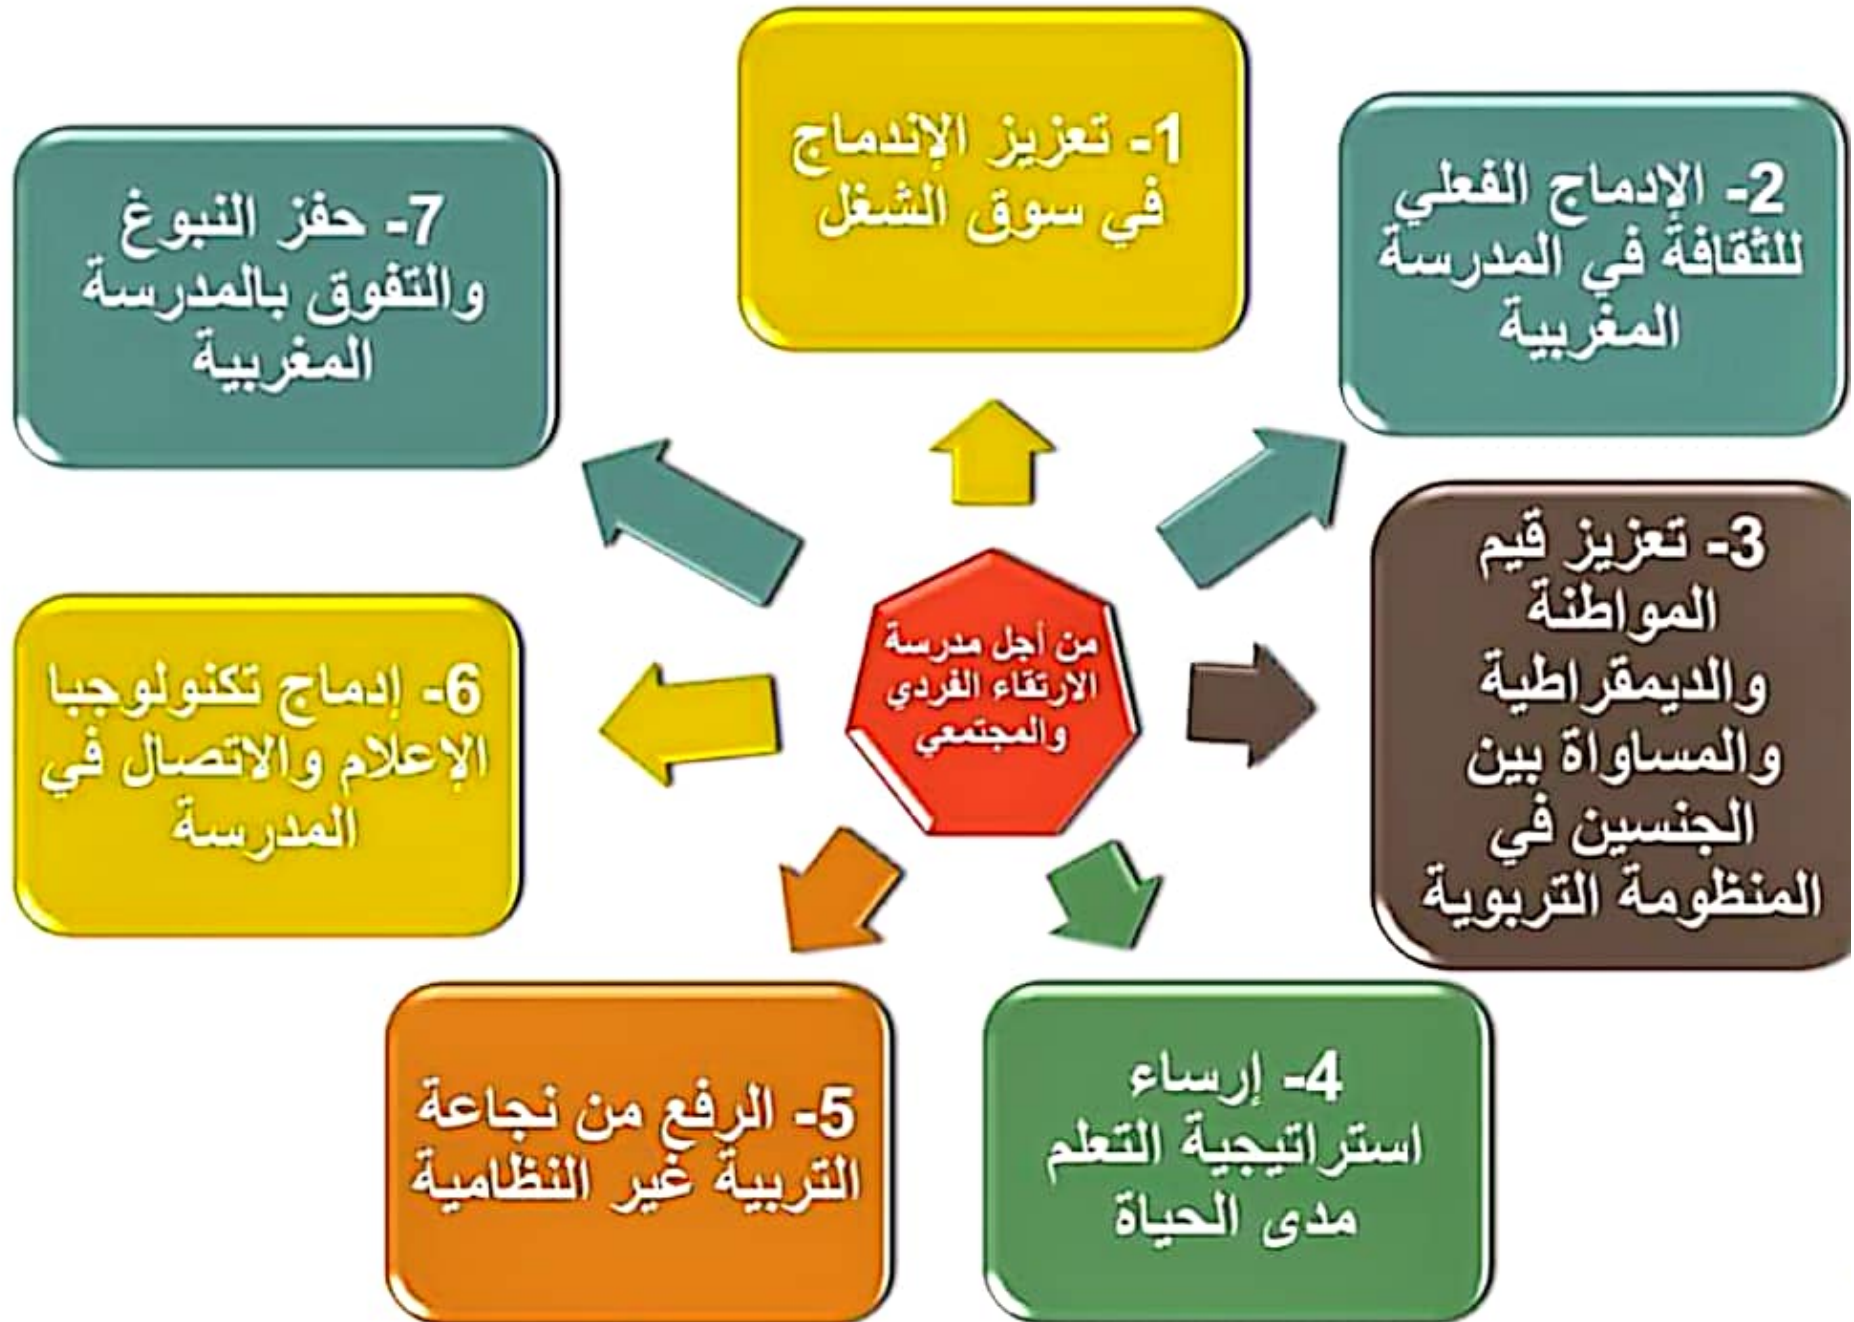 1- تعزيز الإندماج
في سوق الشغل
2- الإدماج الفعلي
للثقافة في المدرسة
المغربية
3- تعزيز قيم
المواطنة
والديمقراطية
والمساواة بين
الجنسين في
المنظومة التربوية
4- إرساء
استراتيجية التعلم
مدى الحياة
5- الرفع من نجاعة
التربية غير النظامية
6- إدماج تكنولوجبا
الإعلام والاتصال في
المدرسة
7- حفز النبوغ
والتفوق بالمدرسة
المغربية
من أجل مدرسة
الارتقاء الفردي
والمجتمعي